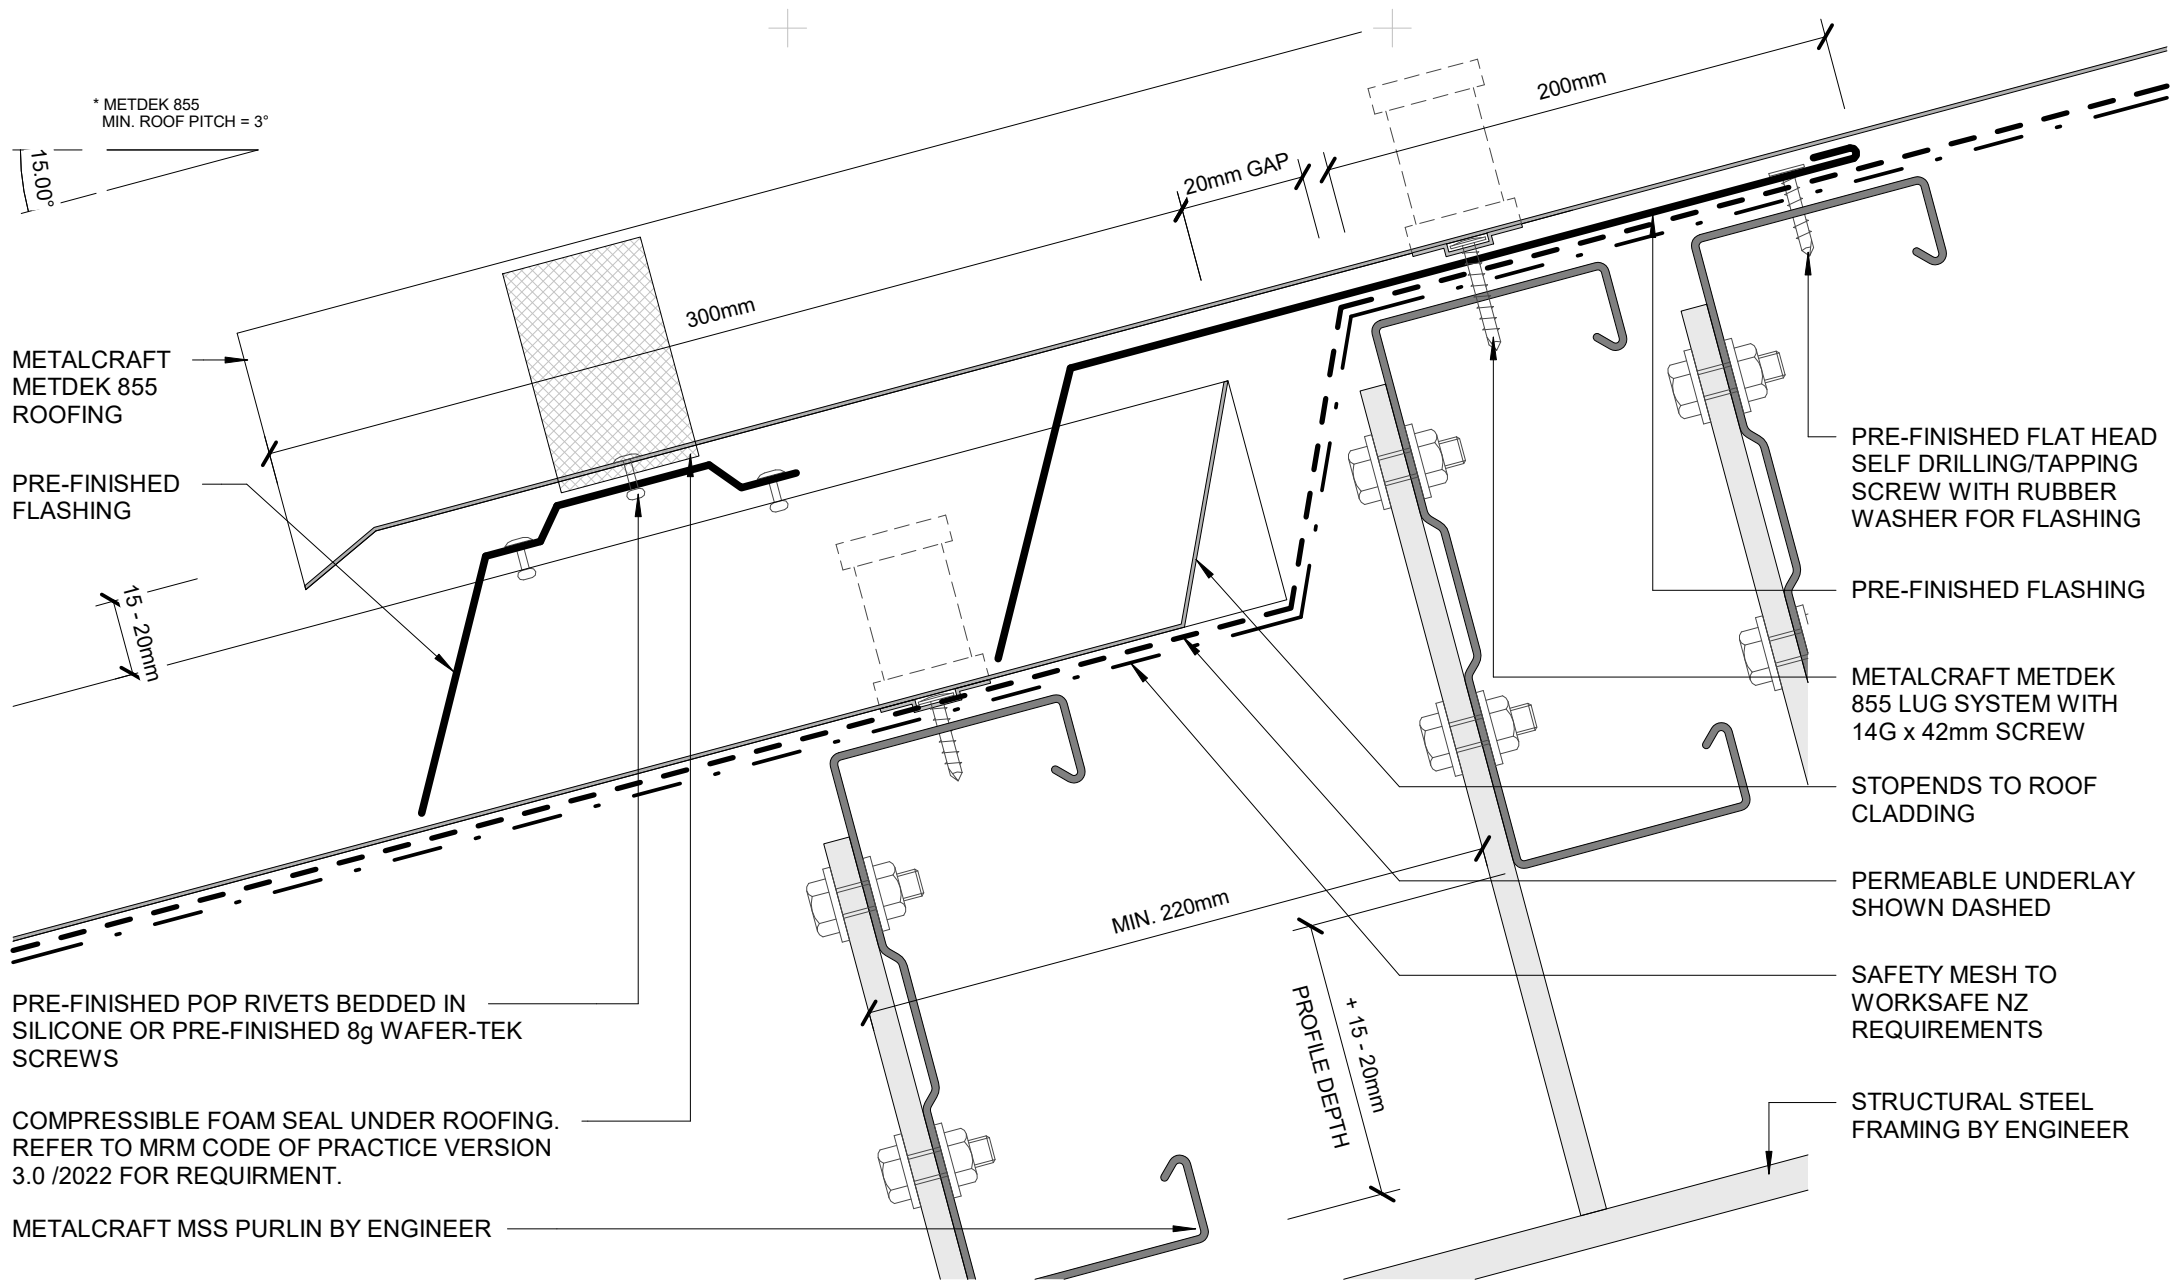 * METDEK 855
MIN. ROOF PITCH = 3°
15.00°
200mm
20mm GAP
300mm
METALCRAFT
METDEK 855
ROOFING
PRE-FINISHED
FLASHING
15 - 20mm
PRE-FINISHED POP RIVETS BEDDED IN
SILICONE OR PRE-FINISHED 8g WAFER-TEK
SCREWS
COMPRESSIBLE FOAM SEAL UNDER ROOFING.
REFER TO MRM CODE OF PRACTICE VERSION
3.0 /2022 FOR REQUIRMENT.
METALCRAFT MSS PURLIN BY ENGINEER
MIN. 220mm
PROFILE DEPTH
+ 15 - 20mm
PRE-FINISHED FLAT HEAD
SELF DRILLING/TAPPING
SCREW WITH RUBBER
WASHER FOR FLASHING
PRE-FINISHED FLASHING
METALCRAFT METDEK
855 LUG SYSTEM WITH
14G x 42mm SCREW
STOPENDS TO ROOF
CLADDING
PERMEABLE UNDERLAY
SHOWN DASHED
SAFETY MESH TO
WORKSAFE NZ
REQUIREMENTS
STRUCTURAL STEEL
FRAMING BY ENGINEER